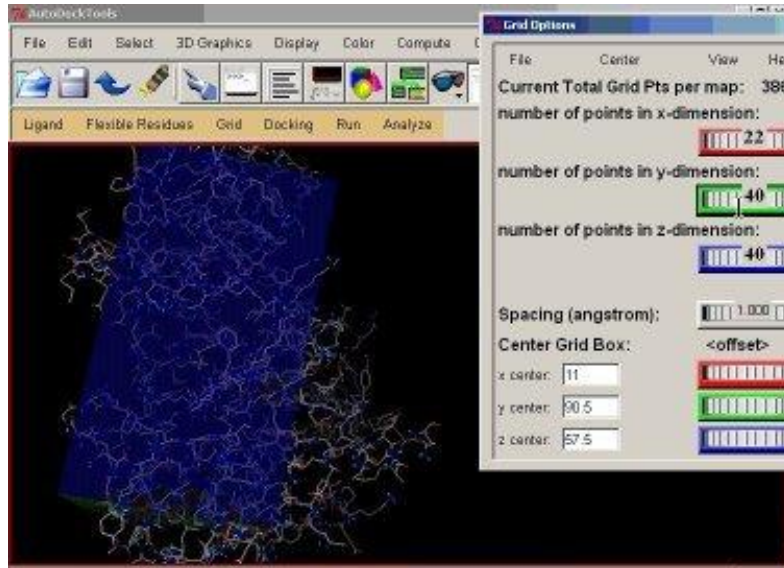 AutoDockTools
File Edit Select 3D Graphics Display Color Compute
Ligand Flexible Residues Grid Docking Run Analyze
Grid Options
File Center View
Current Total Grid Pts per map: 386
number of points in x-dimension:
22
number of points in y-dimension:
40
number of points in z-dimension:
40
Spacing (angstrom): 1.000
Center Grid Box: <offset>
x center: 11
y center: 90.5
z center: 57.5